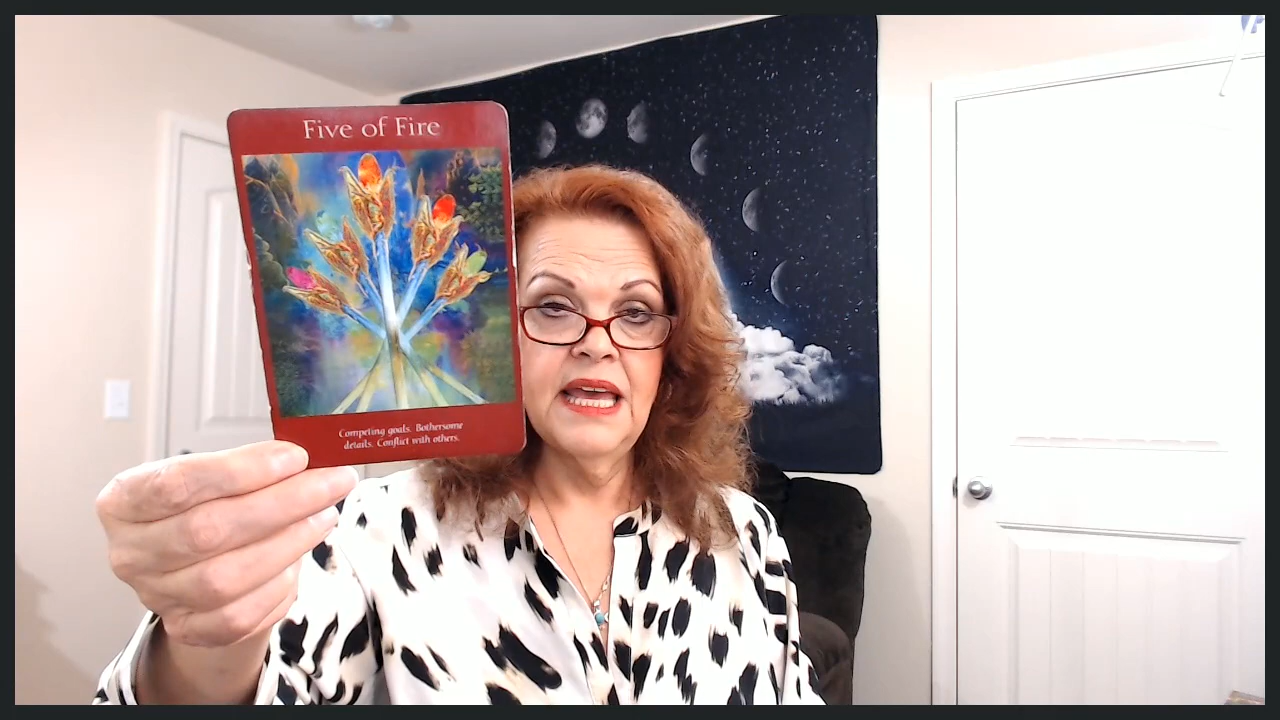 Five of Fire
Competing goals. Bothersome
details. Conflict with others.